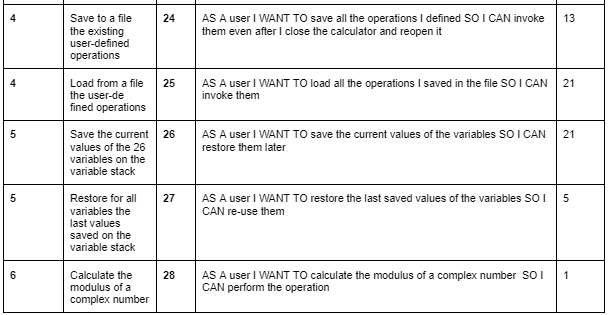 4 Save to a file 24 AS A user I WANT TO save all the operations I defined SO I CAN invoke 13
the existing them even after I close the calculator and reopen it
user-defined
operations
4 Load from a file 25 AS A user I WANT TO load all the operations I saved in the file SO I CAN 21
the user-de invoke them
fined operations
5 Save the current 26 AS A user I WANT TO save the current values of the variables SO I CAN 21
values of the 26 restore them later
variables on the
variable stack
5 Restore for all 27 AS A user I WANT TO restore the last saved values of the variables SO I 5
variables the CAN re-use them
last values
saved on the
variable stack
6 Calculate the 28 AS A user I WANT TO calculate the modulus of a complex number SO I 1
modulus of a CAN perform the operation
complex number